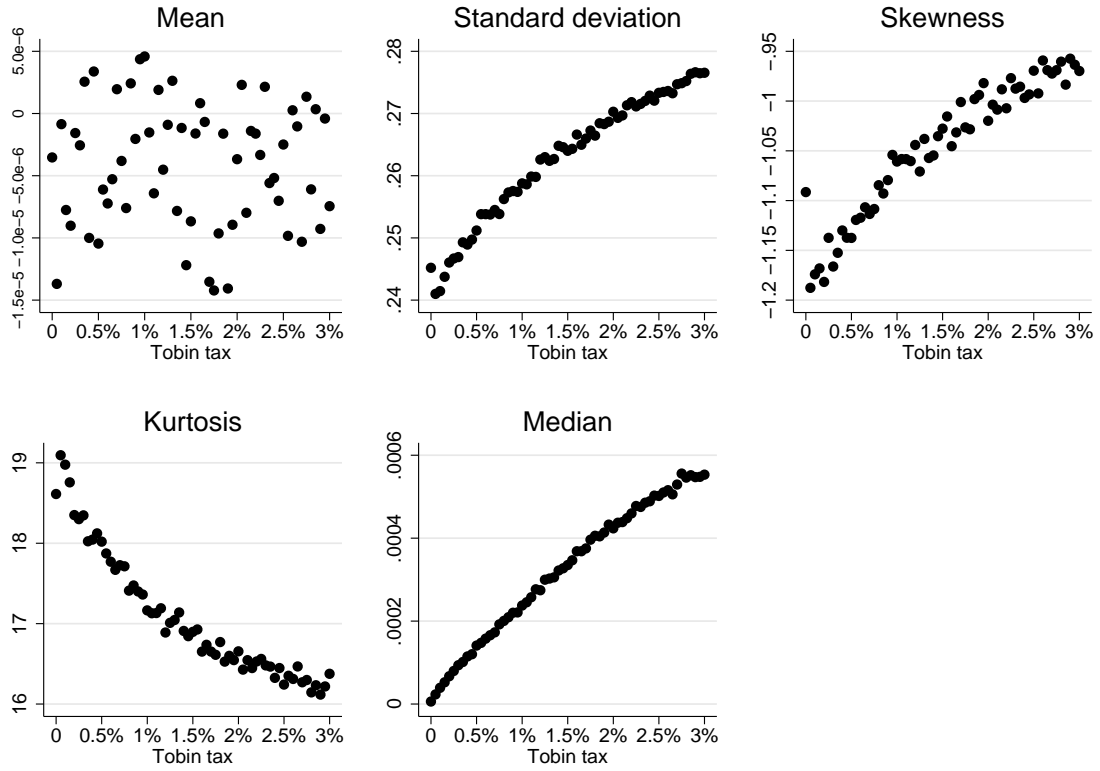 Mean
5.0e−6
0
−5.0e−6
−1.0e−5
−1.5e−5
0 0.5% 1% 1.5% 2% 2.5% 3%
Tobin tax
Standard deviation
28
27
26
25
24
0 0.5% 1% 1.5% 2% 2.5% 3%
Tobin tax
Skewness
−.95
−1
−1.05
−1.1
−1.15
−1.2
0 0.5% 1% 1.5% 2% 2.5% 3%
Tobin tax
Kurtosis
19
18
17
16
0 0.5% 1% 1.5% 2% 2.5% 3%
Tobin tax
Median
.0006
.0004
.0002
0
0 0.5% 1% 1.5% 2% 2.5% 3%
Tobin tax